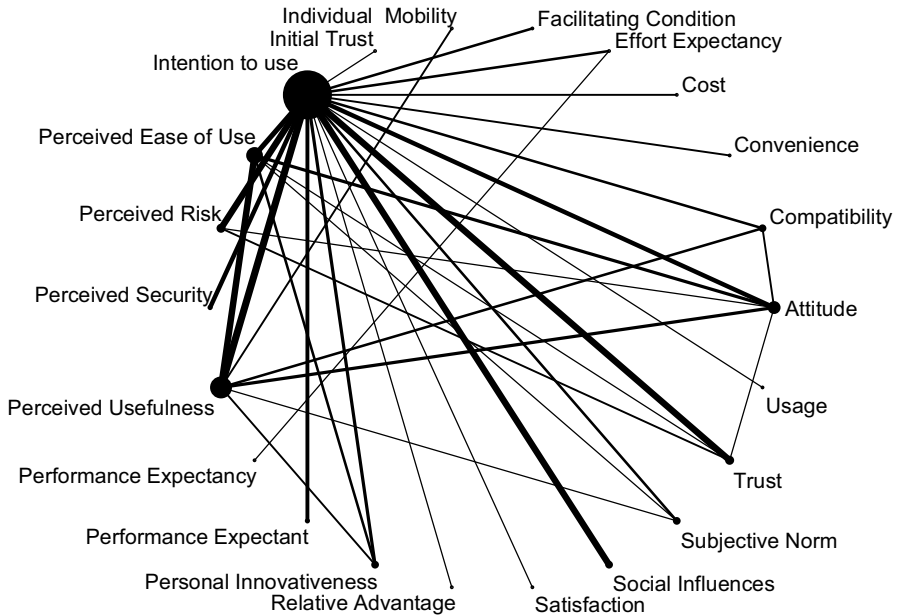 Individual Mobility
Initial Trust
Facilitating Condition
Effort Expectancy
Intention to use
Cost
Perceived Ease of Use
Convenience
Perceived Risk
Compatibility
Perceived Security
Attitude
Perceived Usefulness
Usage
Performance Expectancy
Trust
Performance Expectant
Subjective Norm
Personal Innovativeness
Social Influences
Relative Advantage
Satisfaction